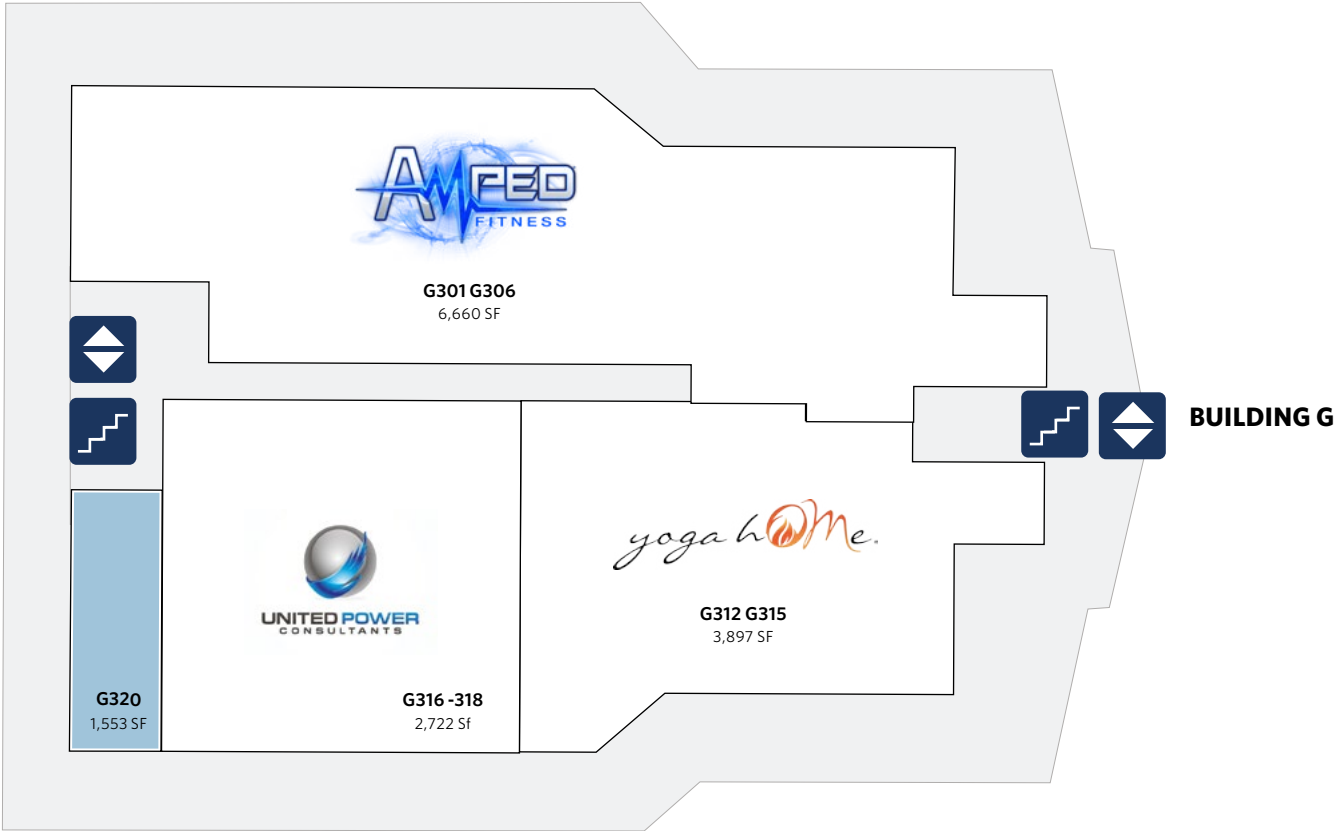 AMPED
FITNESS
G301 G306
6,660 SF
BUILDING G
yoga hOMe.
UNITED POWER
CONSULTANTS
G312 G315
3,897 SF
G320
1,553 SF
G316 -318
2,722 Sf